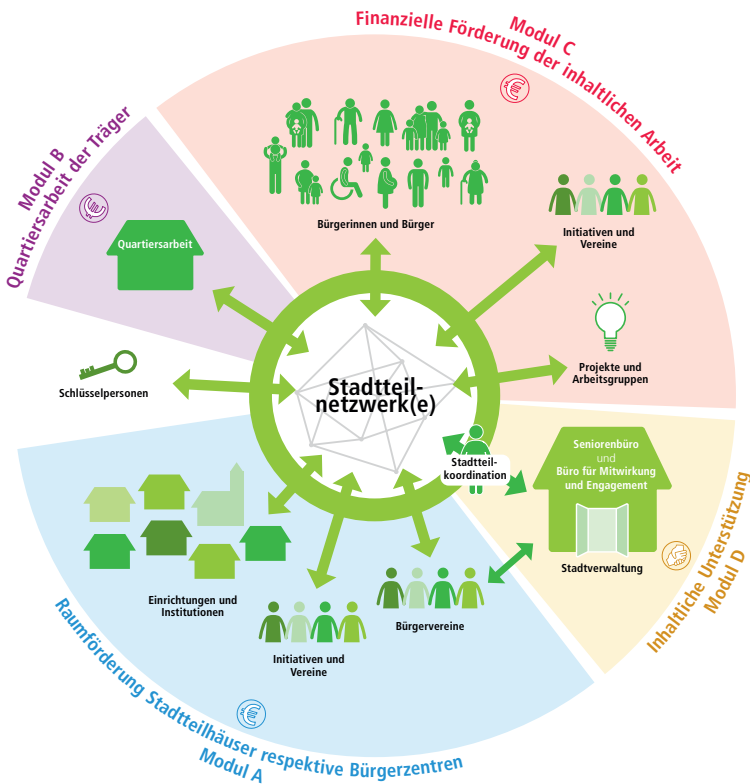 Modul C
Finanzielle Förderung der inhaltlichen Arbeit
Modul B
Quartiersarbeit der Träger
Quartiersarbeit
Bürgerinnen und Bürger
Initiativen und
Vereine
Projekte und
Arbeitsgruppen
Schlüsselpersonen
Stadtteil-
netzwerk(e)
Stadtteil-
koordination
Seniorenbüro
und
Büro für Mitwirkung
und Engagement
Stadtverwaltung
Inhaltliche Unterstützung
Modul D
Einrichtungen und
Institutionen
Initiativen und
Vereine
Bürgervereine
Raumförderung Stadtteilhäuser respektive Bürgerzentren
Modul A